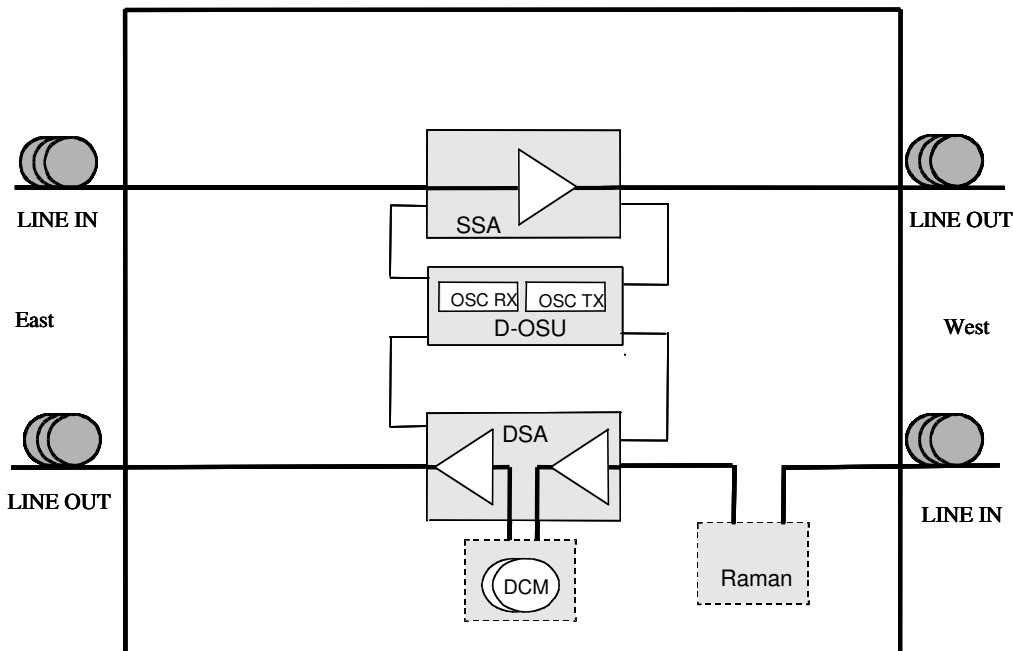 LINE IN
SSA
LINE OUT
OSC RX
OSC TX
D-OSU
East
West
DSA
LINE OUT
LINE IN
DCM
Raman